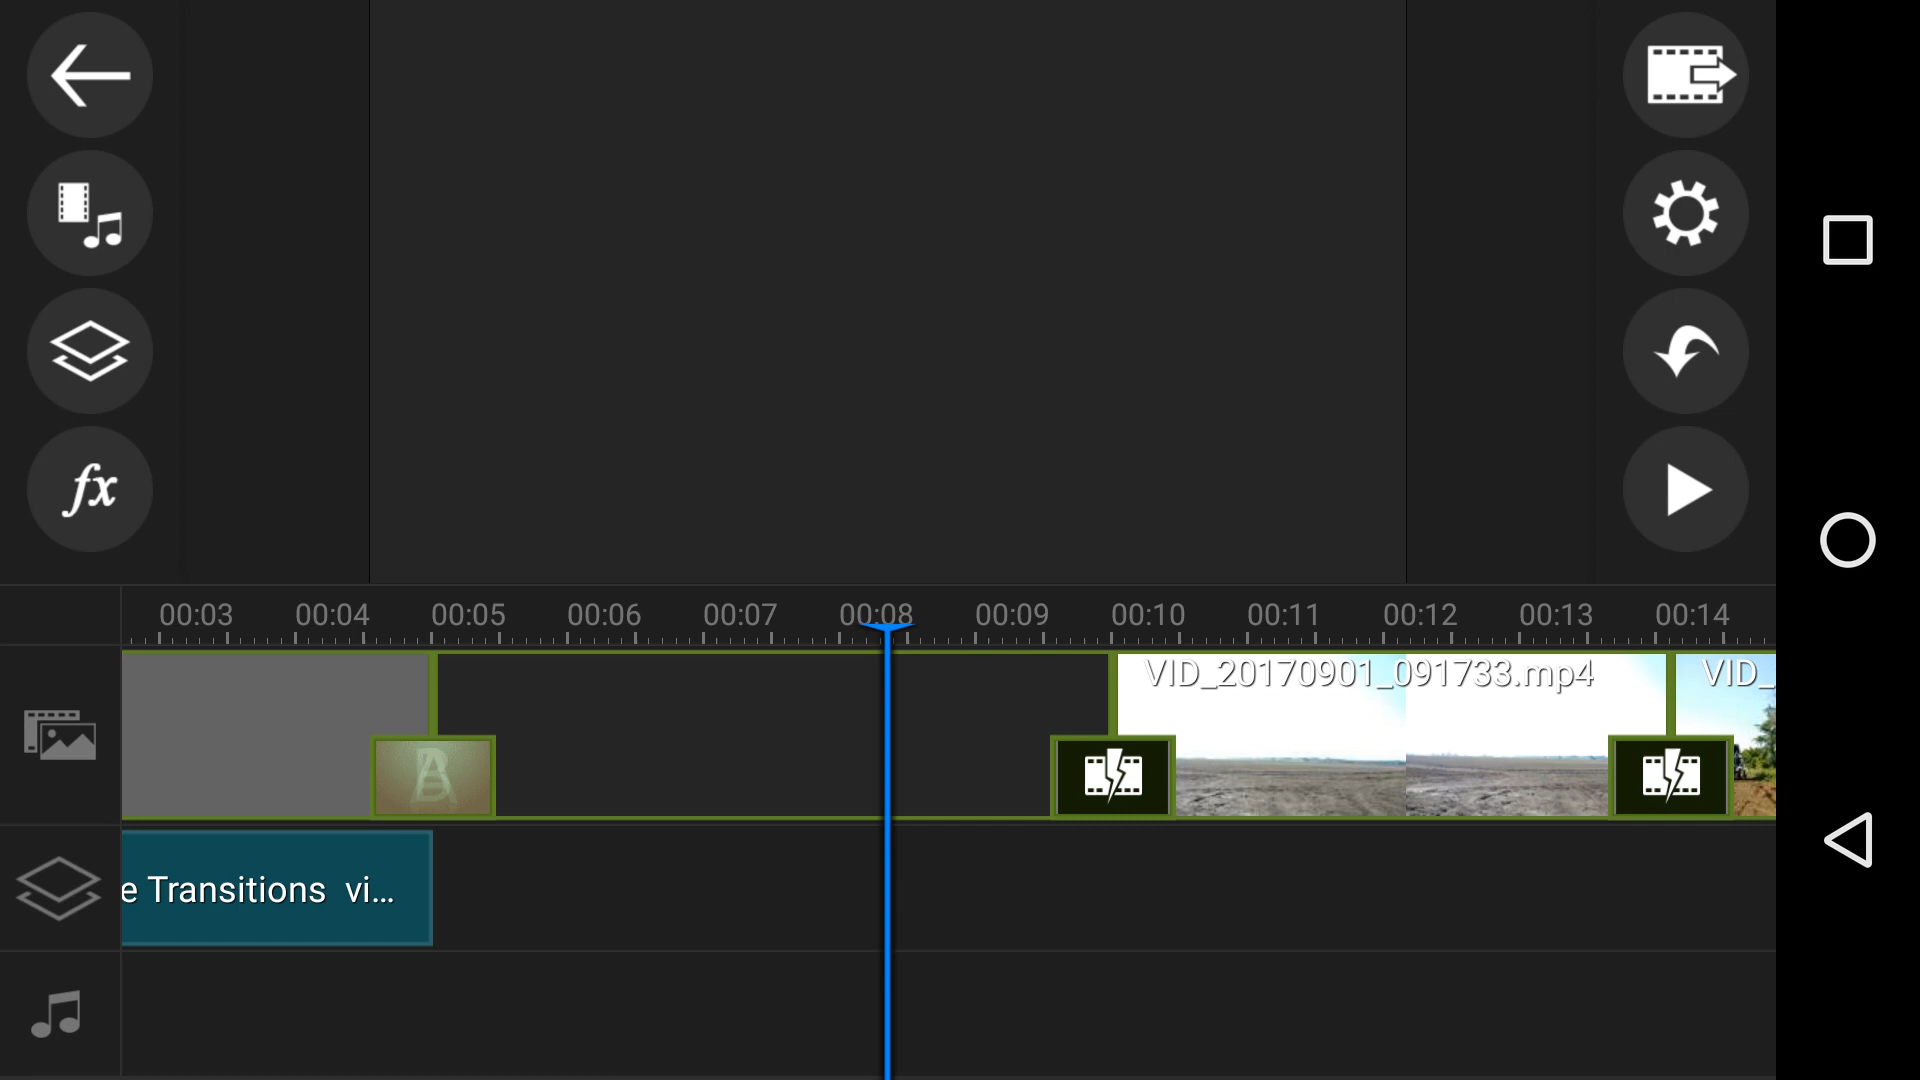 fx
00:03 00:04 00:05 00:06 00:07 00:08 00:09 00:10 00:11 00:12 00:13 00:14
VID_20170901_091733.mp4 VID_
A B
e Transitions vi...